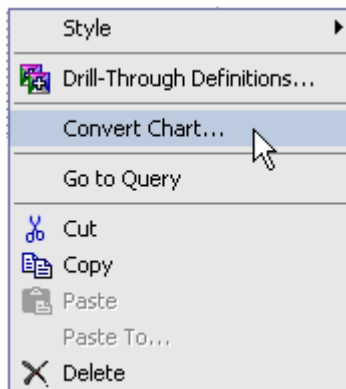 Style
Drill-Through Definitions...
Convert Chart...
Go to Query
Cut
Copy
Paste
Paste To...
Delete